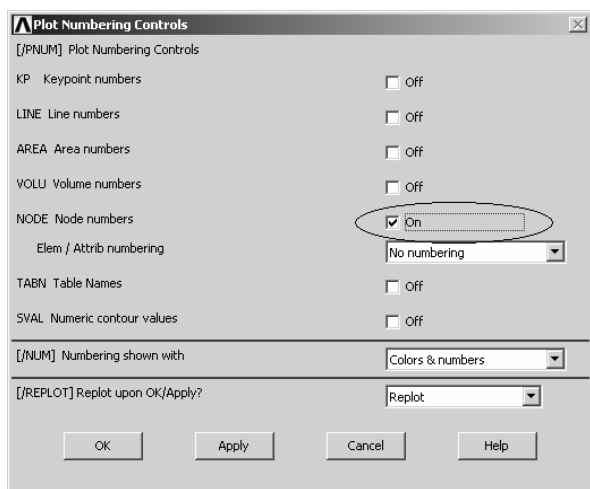 Plot Numbering Controls
[/PNUM] Plot Numbering Controls
KP Keypoint numbers Off
LINE Line numbers Off
AREA Area numbers Off
VOLU Volume numbers Off
NODE Node numbers On
Elem / Attrib numbering No numbering
TABN Table Names Off
SVAL Numeric contour values Off
[/NUM] Numbering shown with Colors & numbers
[/REPLOT] Replot upon OK/Apply? Replot
OK Apply Cancel Help